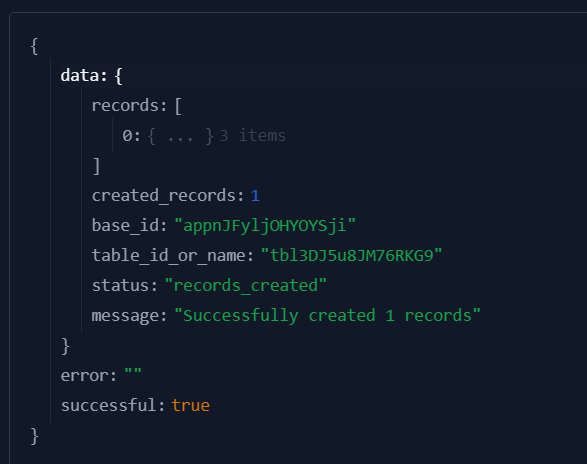 {
data: {
records: [
0: { ... } 3 items
]
created_records: 1
base_id: "appnJFyljOHYOYSji"
table_id_or_name: "tbl3DJ5u8JM76RKG9"
status: "records_created"
message: "Successfully created 1 records"
}
error: ""
successful: true
}